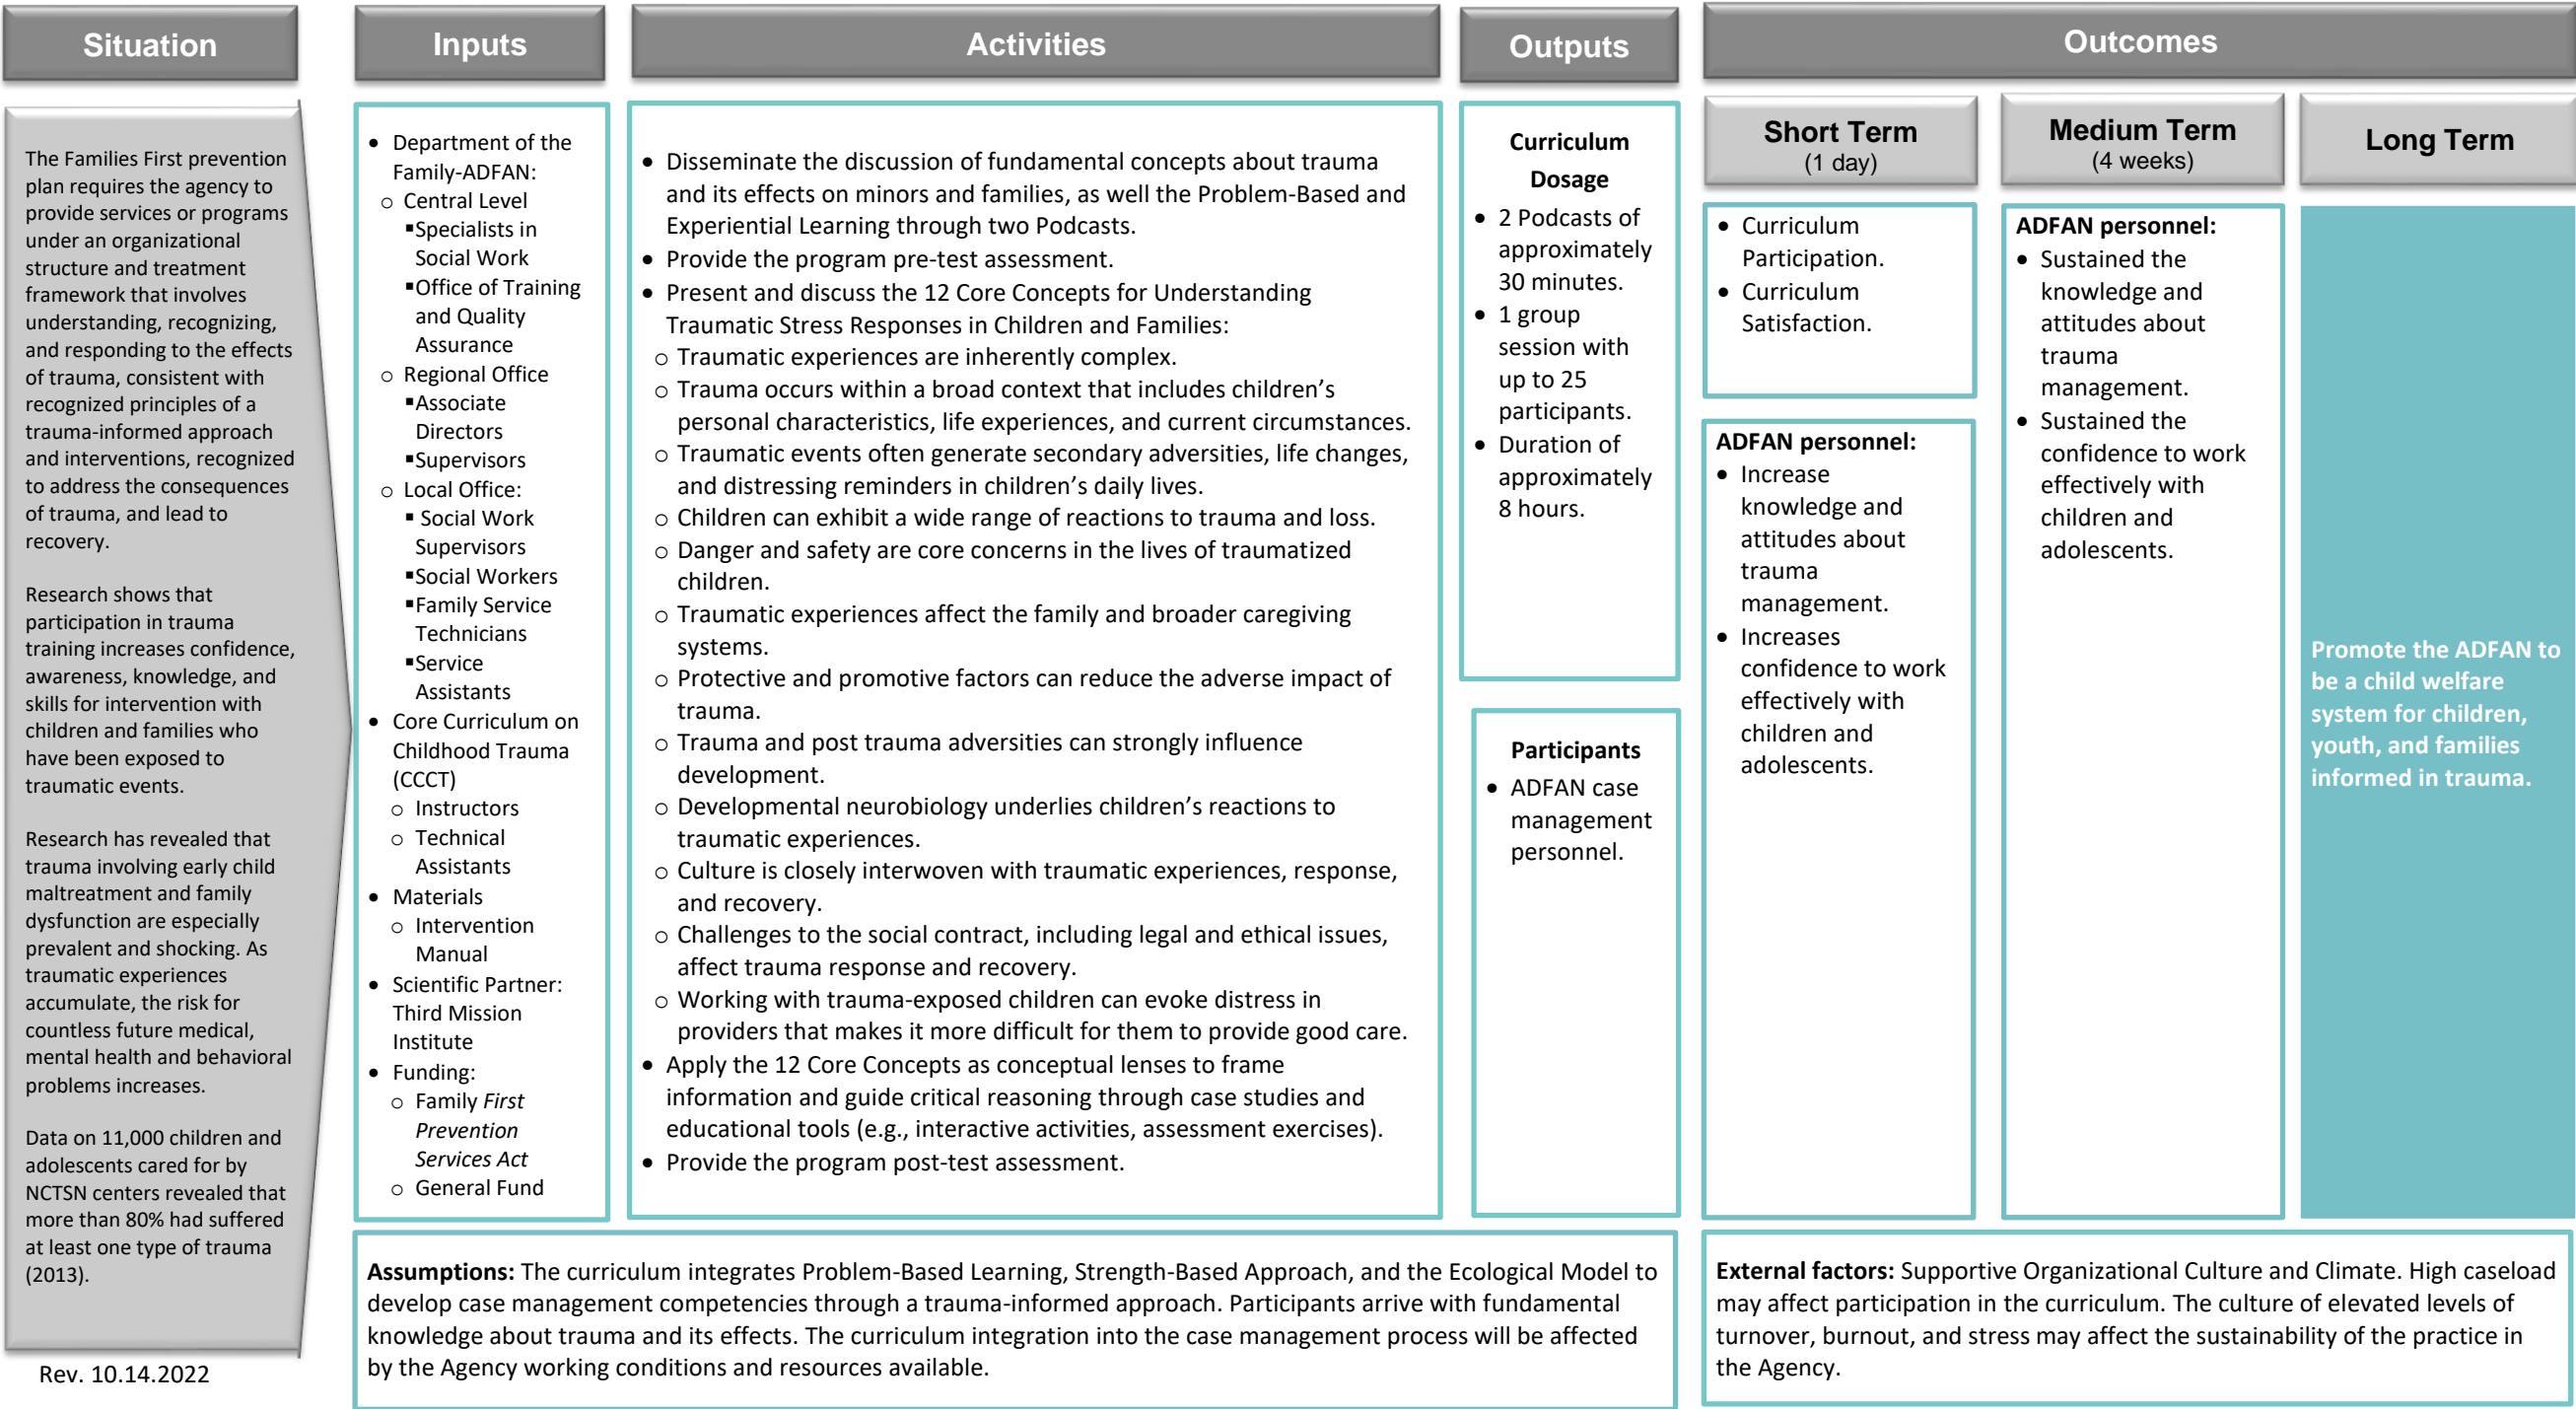 Situation
The Families First prevention
plan requires the agency to
provide services or programs
under an organizational
structure and treatment
framework that involves
understanding, recognizing,
and responding to the effects
of trauma, consistent with
recognized principles of a
trauma-informed approach
and interventions, recognized
to address the consequences
of trauma, and lead to
recovery.
Research shows that
participation in trauma
training increases confidence,
awareness, knowledge, and
skills for intervention with
children and families who
have been exposed to
traumatic events.
Research has revealed that
trauma involving early child
maltreatment and family
dysfunction are especially
prevalent and shocking. As
traumatic experiences
accumulate, the risk for
countless future medical,
mental health and behavioral
problems increases.
Data on 11,000 children and
adolescents cared for by
NCTSN centers revealed that
more than 80% had suffered
at least one type of trauma
(2013).
Rev. 10.14.2022
Inputs
• Department of the
Family-ADFAN:
o Central Level
▪Specialists in
Social Work
▪Office of Training
and Quality
Assurance
o Regional Office
▪Associate
Directors
▪Supervisors
o Local Office:
▪ Social Work
Supervisors
▪Social Workers
▪Family Service
Technicians
▪Service
Assistants
• Core Curriculum on
Childhood Trauma
(CCCT)
o Instructors
o Technical
Assistants
• Materials
o Intervention
Manual
• Scientific Partner:
Third Mission
Institute
• Funding:
o Family First
Prevention
Services Act
o General Fund
Activities
• Disseminate the discussion of fundamental concepts about trauma
and its effects on minors and families, as well the Problem-Based and
Experiential Learning through two Podcasts.
• Provide the program pre-test assessment.
• Present and discuss the 12 Core Concepts for Understanding
Traumatic Stress Responses in Children and Families:
o Traumatic experiences are inherently complex.
o Trauma occurs within a broad context that includes children’s
personal characteristics, life experiences, and current circumstances.
o Traumatic events often generate secondary adversities, life changes,
and distressing reminders in children’s daily lives.
o Children can exhibit a wide range of reactions to trauma and loss.
o Danger and safety are core concerns in the lives of traumatized
children.
o Traumatic experiences affect the family and broader caregiving
systems.
o Protective and promotive factors can reduce the adverse impact of
trauma.
o Trauma and post trauma adversities can strongly influence
development.
o Developmental neurobiology underlies children’s reactions to
traumatic experiences.
o Culture is closely interwoven with traumatic experiences, response,
and recovery.
o Challenges to the social contract, including legal and ethical issues,
affect trauma response and recovery.
o Working with trauma-exposed children can evoke distress in
providers that makes it more difficult for them to provide good care.
• Apply the 12 Core Concepts as conceptual lenses to frame
information and guide critical reasoning through case studies and
educational tools (e.g., interactive activities, assessment exercises).
• Provide the program post-test assessment.
Outputs
Curriculum
Dosage
• 2 Podcasts of
approximately
30 minutes.
• 1 group
session with
up to 25
participants.
• Duration of
approximately
8 hours.
Participants
• ADFAN case
management
personnel.
Outcomes
Short Term
(1 day)
• Curriculum
Participation.
• Curriculum
Satisfaction.
ADFAN personnel:
• Increase
knowledge and
attitudes about
trauma
management.
• Increases
confidence to work
effectively with
children and
adolescents.
Medium Term
(4 weeks)
ADFAN personnel:
• Sustained the
knowledge and
attitudes about
trauma
management.
• Sustained the
confidence to work
effectively with
children and
adolescents.
Long Term
Promote the ADFAN to
be a child welfare
system for children,
youth, and families
informed in trauma.
Assumptions: The curriculum integrates Problem-Based Learning, Strength-Based Approach, and the Ecological Model to
develop case management competencies through a trauma-informed approach. Participants arrive with fundamental
knowledge about trauma and its effects. The curriculum integration into the case management process will be affected
by the Agency working conditions and resources available.
External factors: Supportive Organizational Culture and Climate. High caseload
may affect participation in the curriculum. The culture of elevated levels of
turnover, burnout, and stress may affect the sustainability of the practice in
the Agency.